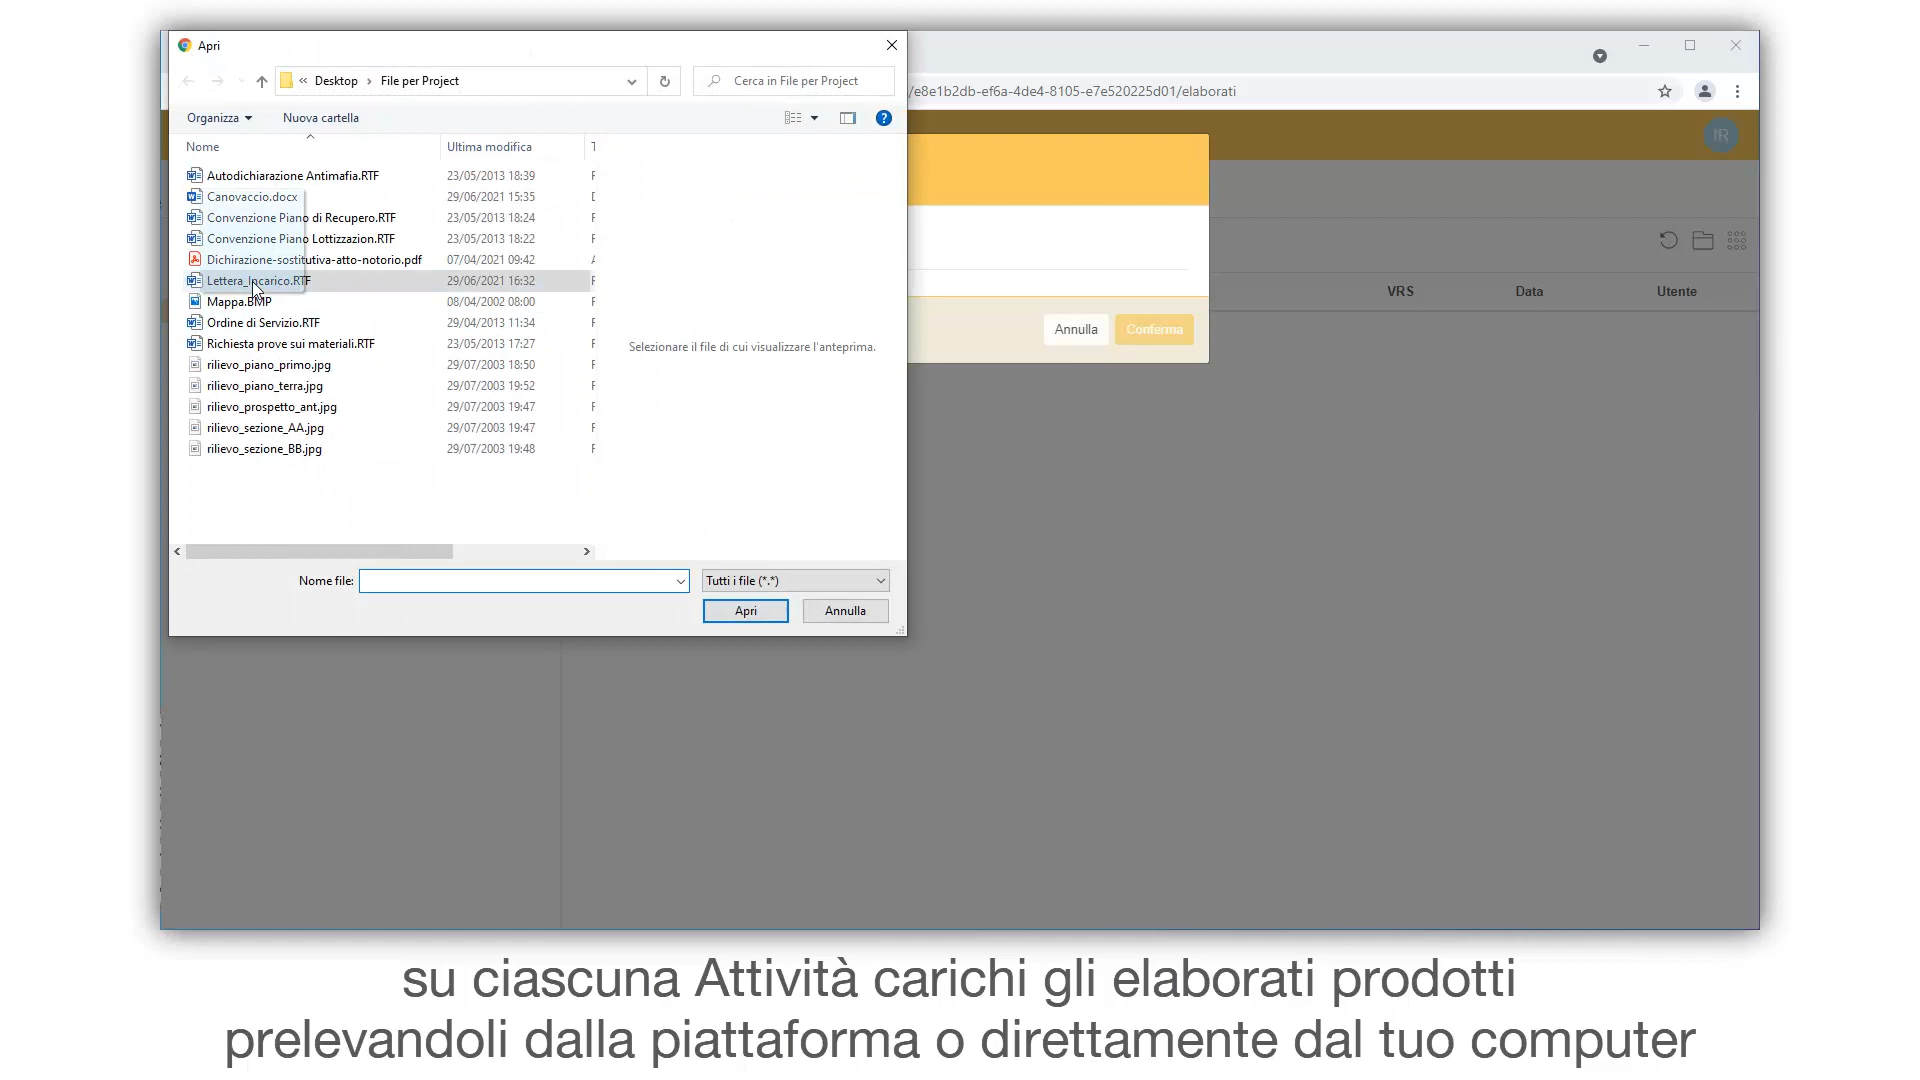 Apri
« Desktop › File per Project
Cerca in File per Project
/e8e1b2db-ef6a-4de4-8105-e7e520225d01/elaborati
Organizza
Nuova cartella
IR
Nome
Ultima modifica
Autodichiarazione Antimafia.RTF 23/05/2013 18:39 F
Canovaccio.docx 29/06/2021 15:35 D
Convenzione Piano di Recupero.RTF 23/05/2013 18:24 F
Convenzione Piano Lottizzazion.RTF 23/05/2013 18:22 F
Dichirazione-sostitutiva-atto-notorio.pdf 07/04/2021 09:42 A
Lettera_Incarico.RTF 29/06/2021 16:32 F
Mappa.BMP 08/04/2002 08:00 F
Ordine di Servizio.RTF 29/04/2013 11:34 F
Richiesta prove sui materiali.RTF 23/05/2013 17:27 F
rilievo_piano_primo.jpg 29/07/2003 18:50 F
rilievo_piano_terra.jpg 29/07/2003 19:52 F
rilievo_prospetto_ant.jpg 29/07/2003 19:47 F
rilievo_sezione_AA.jpg 29/07/2003 19:47 F
rilievo_sezione_BB.jpg 29/07/2003 19:48 F
Selezionare il file di cui visualizzare l'anteprima.
VRS Data Utente
Annulla Conferma
Nome file:
Tutti i file (*.*)
Apri Annulla
su ciascuna Attività carichi gli elaborati prodotti
prelevandoli dalla piattaforma o direttamente dal tuo computer